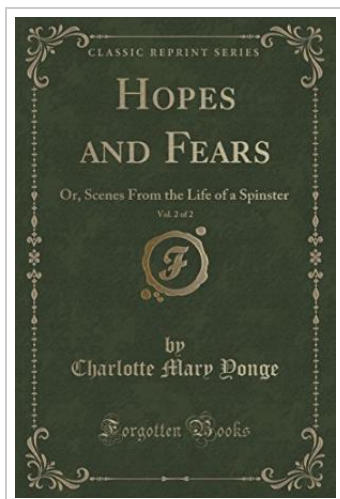 CLASSIC REPRINT SERIES
HOPES
AND FEARS
Or, Scenes From the Life of a Spinster
Vol. 2 of 2
F
by
Charlotte Mary Yonge
Forgotten Books